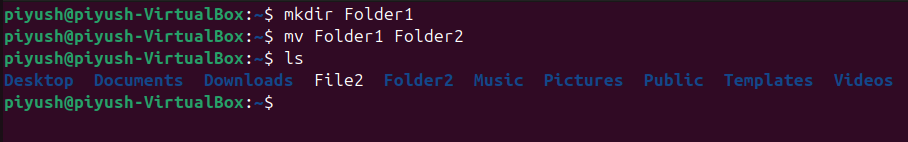 piyush@piyush-VirtualBox:~$ mkdir Folder1
piyush@piyush-VirtualBox:~$ mv Folder1 Folder2
piyush@piyush-VirtualBox:~$ ls
Desktop  Documents  Downloads  File2  Folder2  Music  Pictures  Public  Templates  Videos
piyush@piyush-VirtualBox:~$